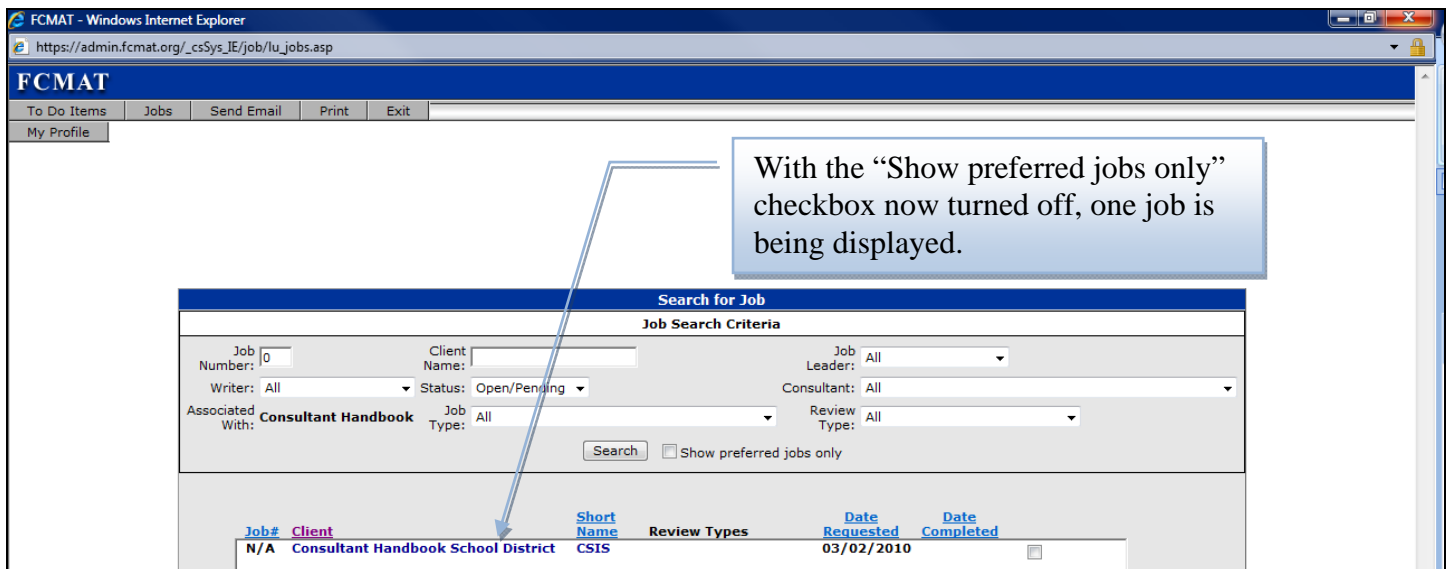 FCMAT - Windows Internet Explorer
https://admin.fcmat.org/_csSys_IE/job/lu_jobs.asp
FCMAT
To Do Items Jobs Send Email Print Exit
My Profile
With the “Show preferred jobs only”
checkbox now turned off, one job is
being displayed.
Search for Job
Job Search Criteria
Job Number: 0 Client Name: Job Leader: All
Writer: All Status: Open/Pending Consultant: All
Associated With: Consultant Handbook Job Type: All Review Type: All
Search Show preferred jobs only
Job# Client Short Name Review Types Date Requested Date Completed
N/A Consultant Handbook School District CSIS 03/02/2010